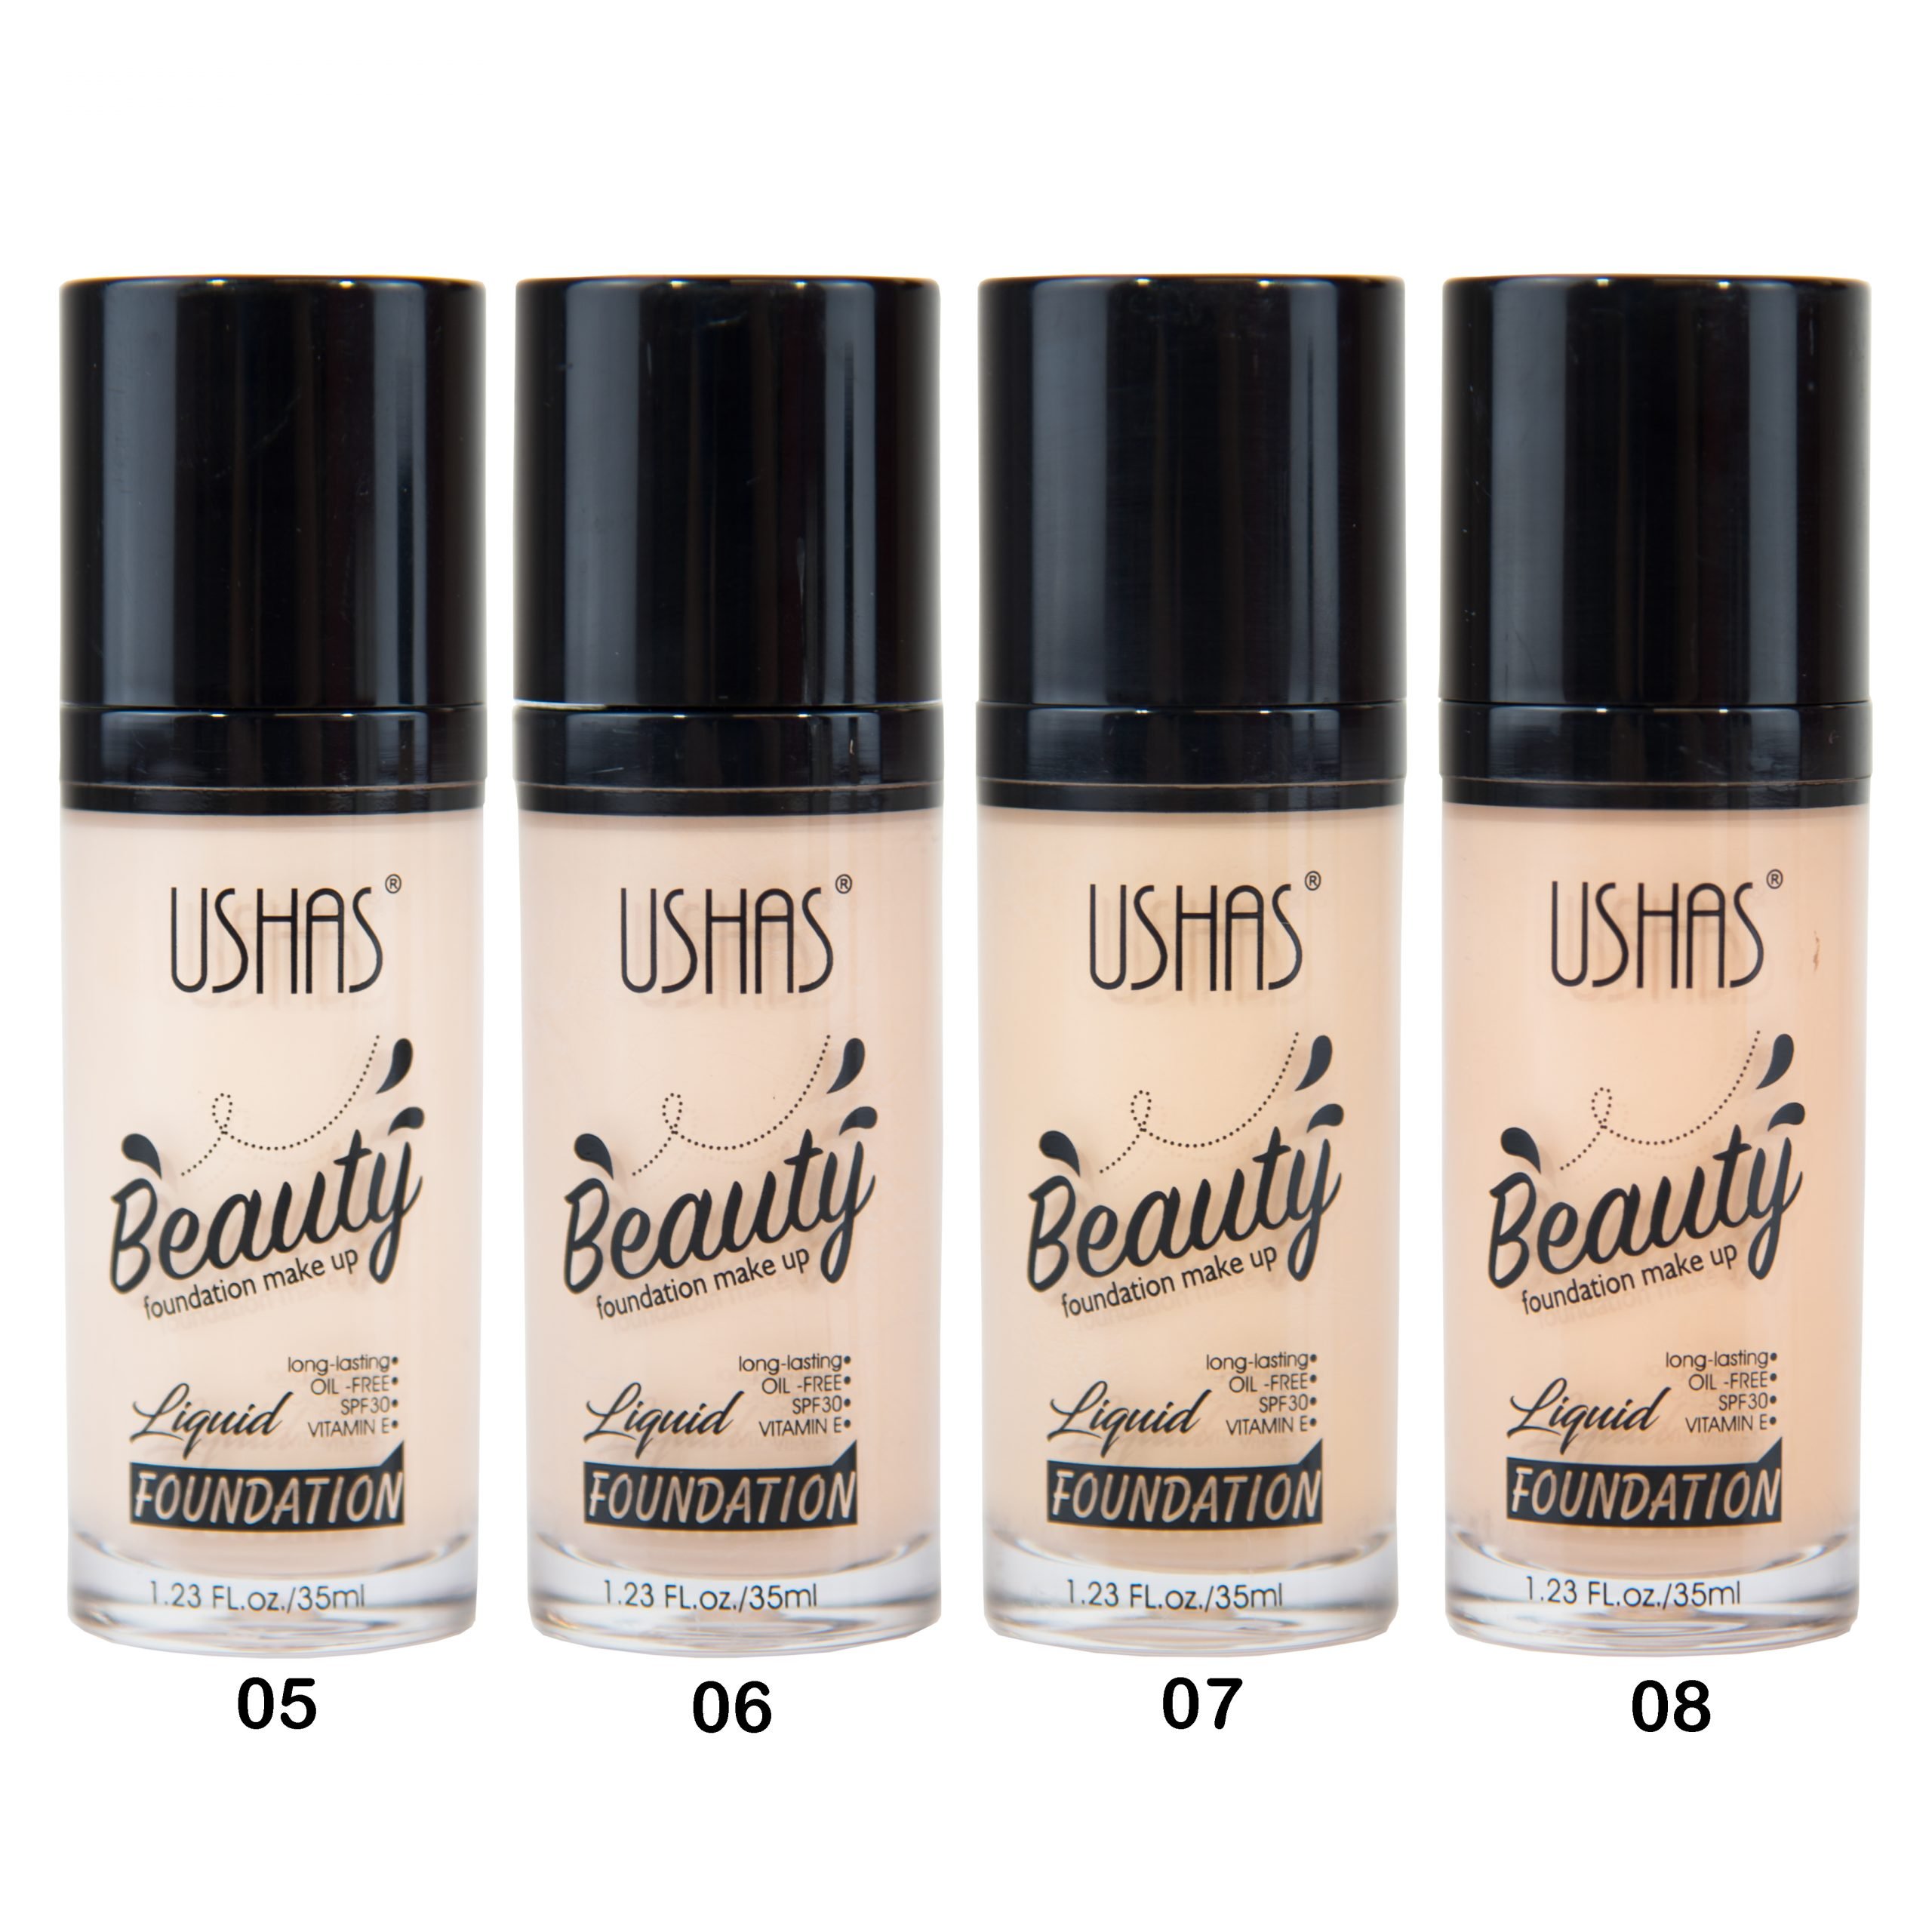 USHAS®
Beauty
foundation make up
long-lasting•
OIL -FREE•
SPF30•
VITAMIN E•
Liquid
FOUNDATION
1.23 FL.oz./35ml
05
USHAS®
Beauty
foundation make up
long-lasting•
OIL -FREE•
SPF30•
VITAMIN E•
Liquid
FOUNDATION
1.23 FL.oz./35ml
06
USHAS®
Beauty
foundation make up
long-lasting•
OIL -FREE•
SPF30•
VITAMIN E•
Liquid
FOUNDATION
1.23 FL.oz./35ml
07
USHAS®
Beauty
foundation make up
long-lasting•
OIL -FREE•
SPF30•
VITAMIN E•
Liquid
FOUNDATION
1.23 FL.oz./35ml
08